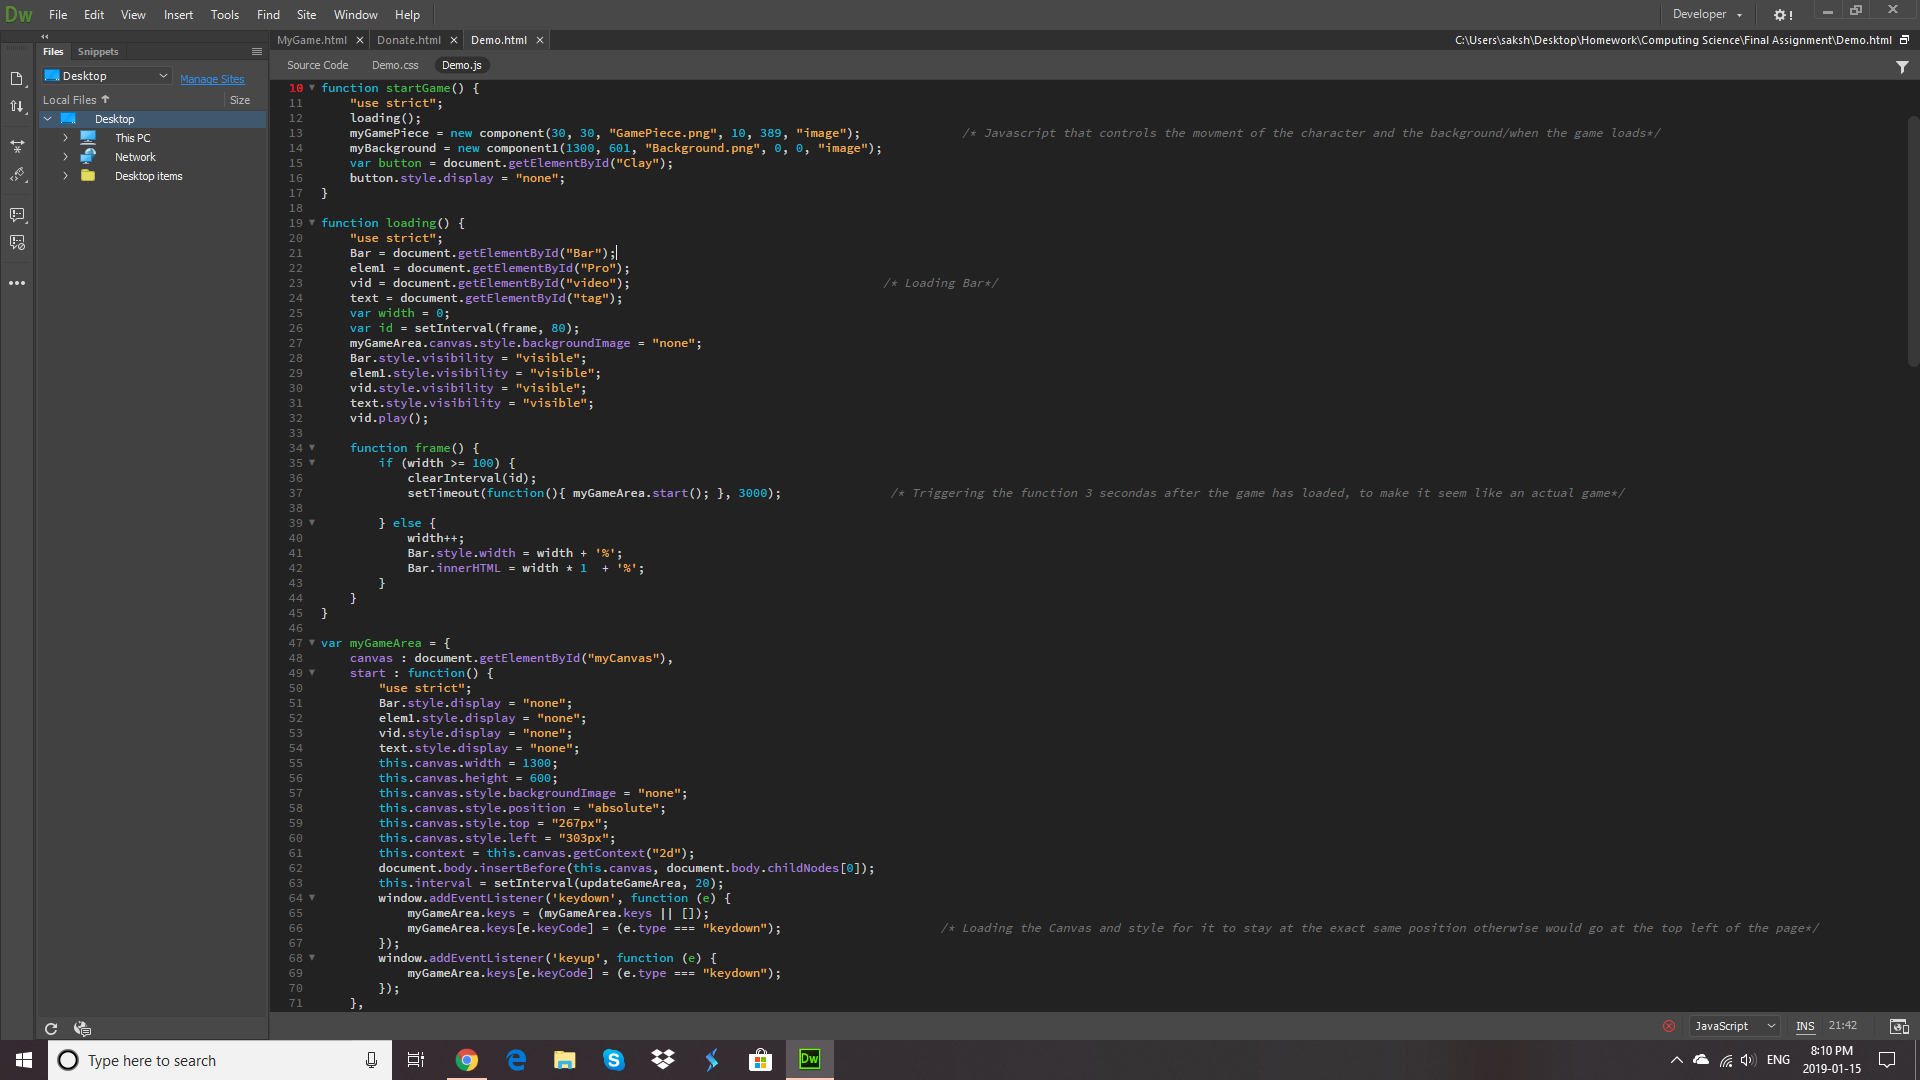 Dw File Edit View Insert Tools Find Site Window Help Developer !
Files Snippets
MyGame.html Donate.html Demo.html C:\Users\saksh\Desktop\Homework\Computing Science\Final Assignment\Demo.html
Source Code Demo.css Demo.js
Desktop Manage Sites
Local Files Size
Desktop
This PC
Network
Desktop items
10 function startGame() {
11 "use strict";
12 loading();
13 myGamePiece = new component(30, 30, "GamePiece.png", 10, 389, "image"); /* Javascript that controls the movment of the character and the background/when the game loads*/
14 myBackground = new component1(1300, 601, "Background.png", 0, 0, "image");
15 var button = document.getElementById("Clay");
16 button.style.display = "none";
17 }
18
19 function loading() {
20 "use strict";
21 Bar = document.getElementById("Bar");
22 elem1 = document.getElementById("Pro");
23 vid = document.getElementById("video"); /* Loading Bar*/
24 text = document.getElementById("tag");
25 var width = 0;
26 var id = setInterval(frame, 80);
27 myGameArea.canvas.style.backgroundImage = "none";
28 Bar.style.visibility = "visible";
29 elem1.style.visibility = "visible";
30 vid.style.visibility = "visible";
31 text.style.visibility = "visible";
32 vid.play();
33
34 function frame() {
35 if (width >= 100) {
36 clearInterval(id);
37 setTimeout(function(){ myGameArea.start(); }, 3000); /* Triggering the function 3 secondas after the game has loaded, to make it seem like an actual game*/
38
39 } else {
40 width++;
41 Bar.style.width = width + '%';
42 Bar.innerHTML = width * 1  + '%';
43 }
44 }
45 }
46
47 var myGameArea = {
48 canvas : document.getElementById("myCanvas"),
49 start : function() {
50 "use strict";
51 Bar.style.display = "none";
52 elem1.style.display = "none";
53 vid.style.display = "none";
54 text.style.display = "none";
55 this.canvas.width = 1300;
56 this.canvas.height = 600;
57 this.canvas.style.backgroundImage = "none";
58 this.canvas.style.position = "absolute";
59 this.canvas.style.top = "267px";
60 this.canvas.style.left = "303px";
61 this.context = this.canvas.getContext("2d");
62 document.body.insertBefore(this.canvas, document.body.childNodes[0]);
63 this.interval = setInterval(updateGameArea, 20);
64 window.addEventListener('keydown', function (e) {
65 myGameArea.keys = (myGameArea.keys || []);
66 myGameArea.keys[e.keyCode] = (e.type === "keydown"); /* Loading the Canvas and style for it to stay at the exact same position otherwise would go at the top left of the page*/
67 });
68 window.addEventListener('keyup', function (e) {
69 myGameArea.keys[e.keyCode] = (e.type === "keydown");
70 });
71 },
JavaScript INS 21:42
Type here to search Dw ENG 8:10 PM
2019-01-15